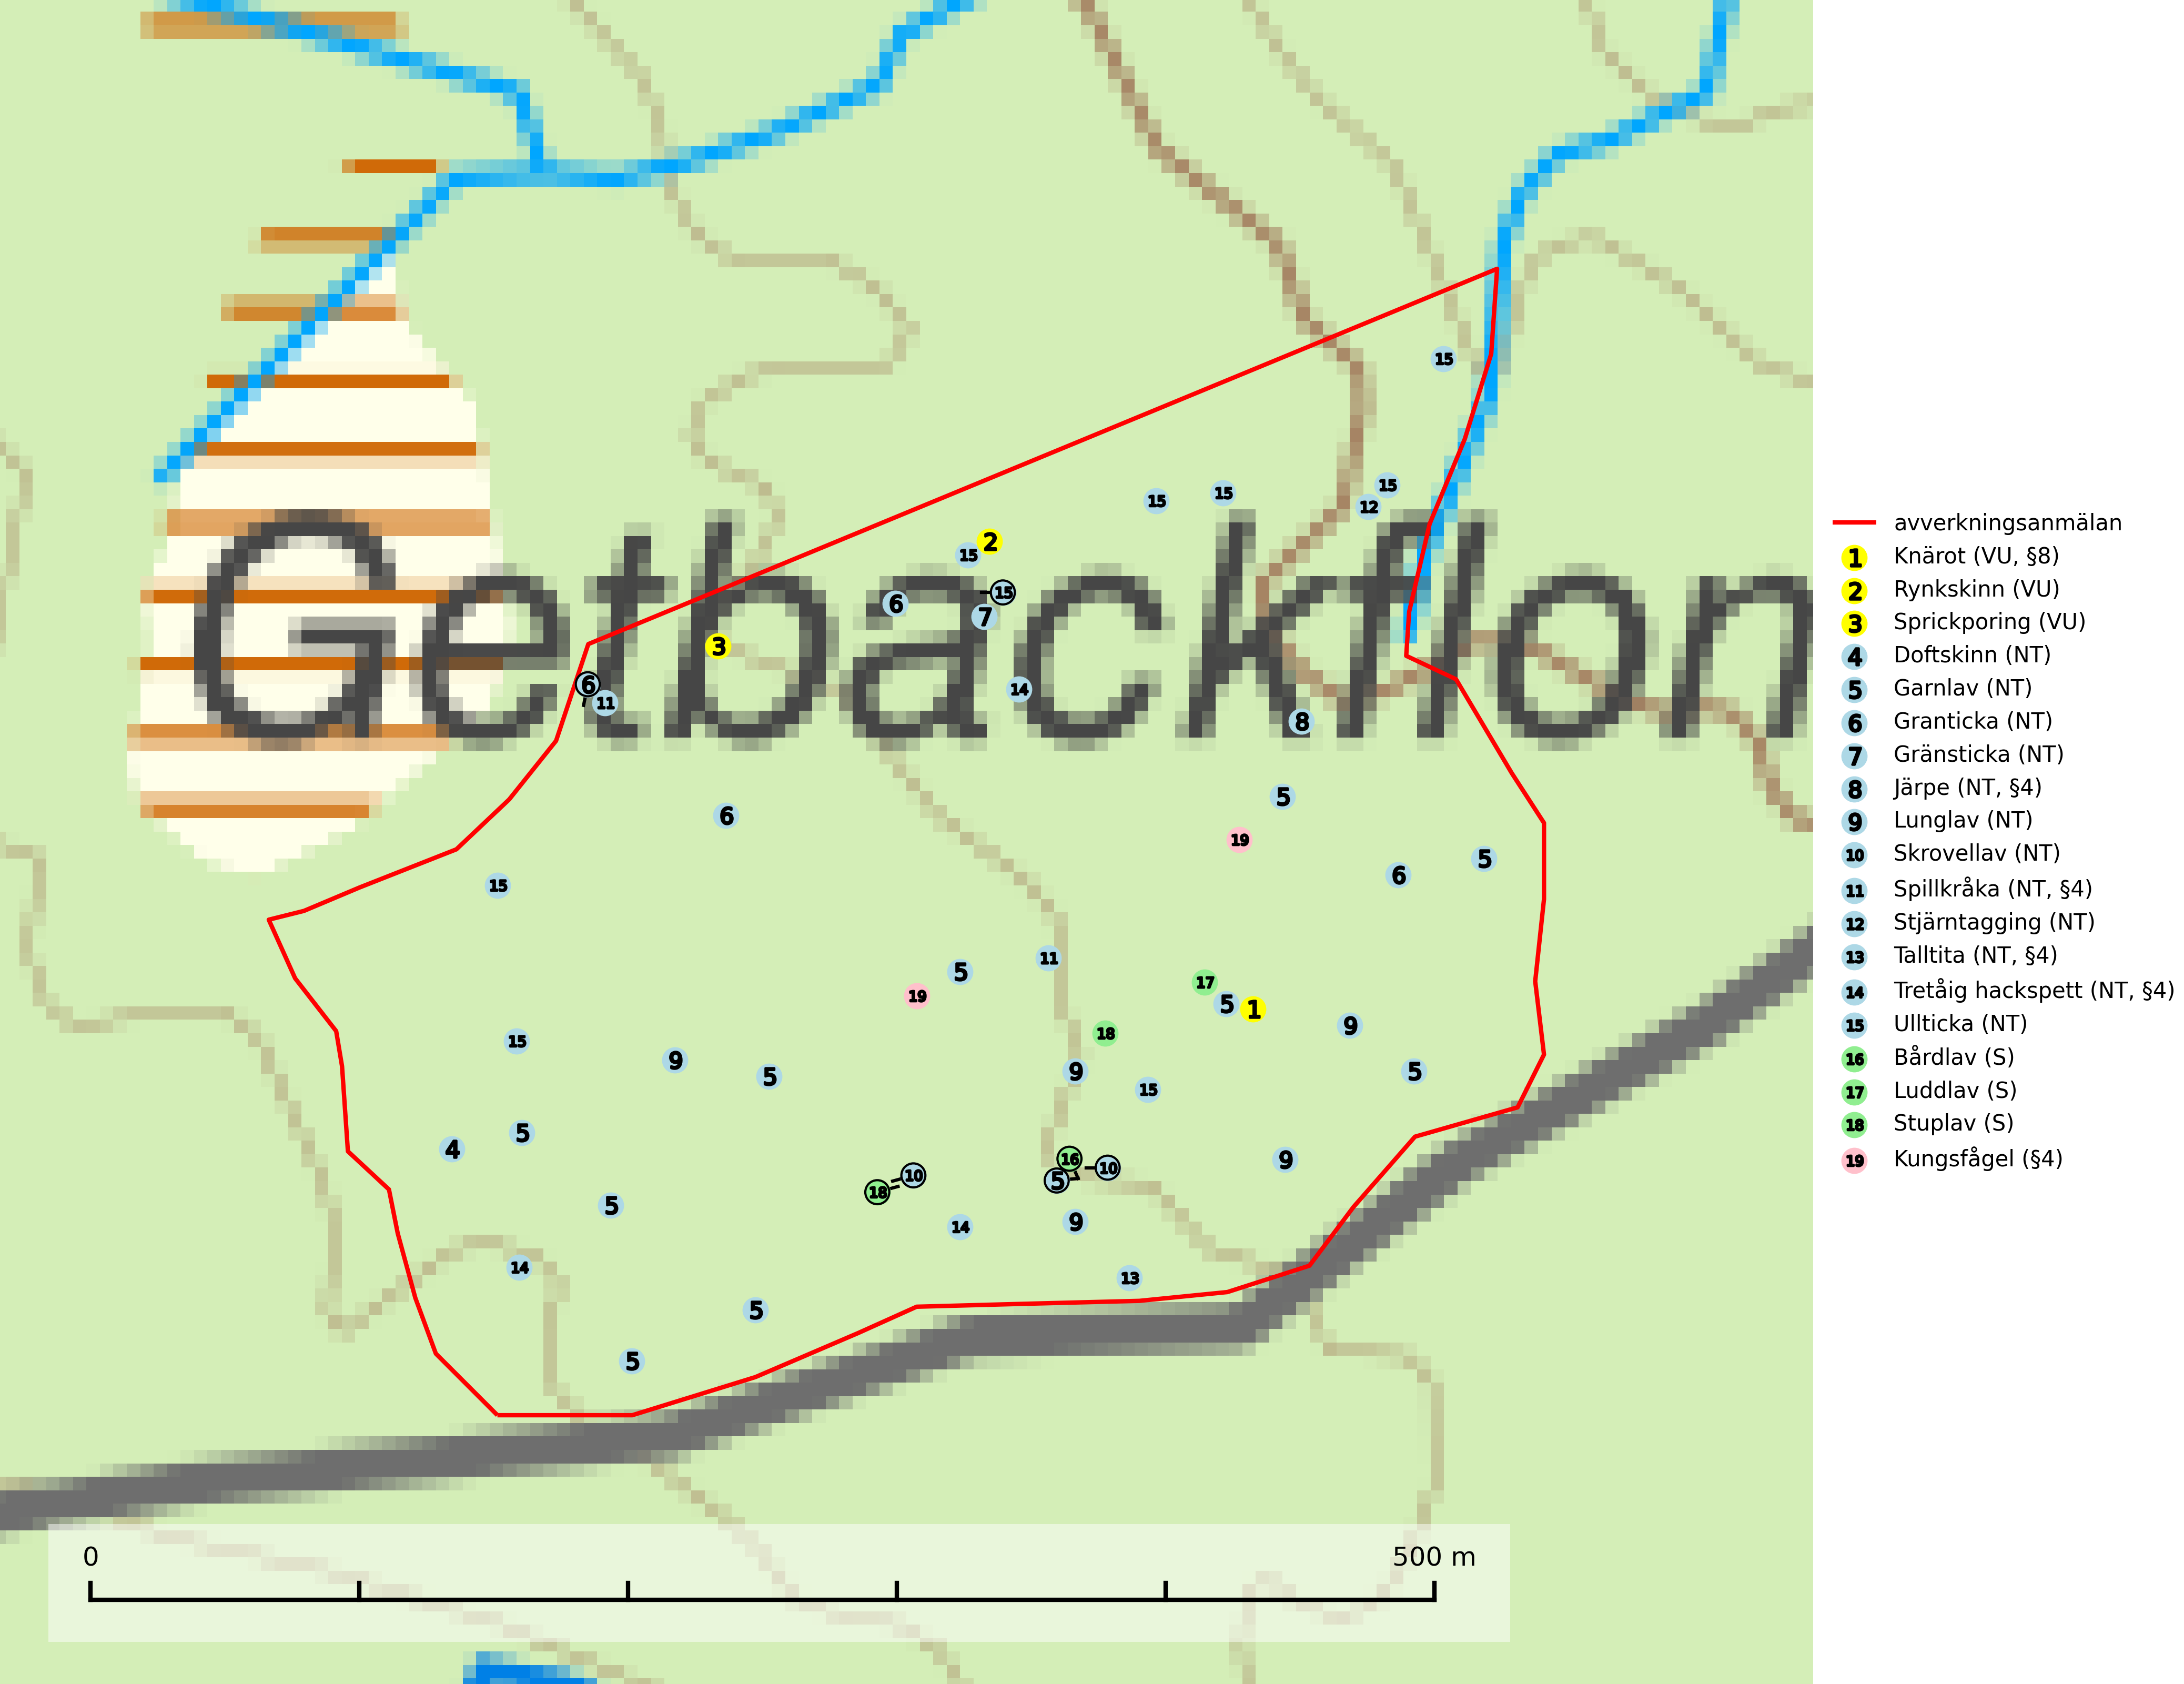 15
15
15
15
12
2
15
15
6
7
3
6
11
14
8
5
6
19
5
6
15
11
5
19
17
5
1
9
18
15
9
5
9
5
15
5
4
16
10
5
9
10
18
5
14
9
14
13
5
5
Getbackflon
0
500 m
avverkningsanmälan
1 Knärot (VU, §8)
2 Rynkskinn (VU)
3 Sprickporing (VU)
4 Doftskinn (NT)
5 Garnlav (NT)
6 Granticka (NT)
7 Gränsticka (NT)
8 Järpe (NT, §4)
9 Lunglav (NT)
10 Skrovellav (NT)
11 Spillkråka (NT, §4)
12 Stjärntagging (NT)
13 Talltita (NT, §4)
14 Tretåig hackspett (NT, §4)
15 Ullticka (NT)
16 Bårdlav (S)
17 Luddlav (S)
18 Stuplav (S)
19 Kungsfågel (§4)